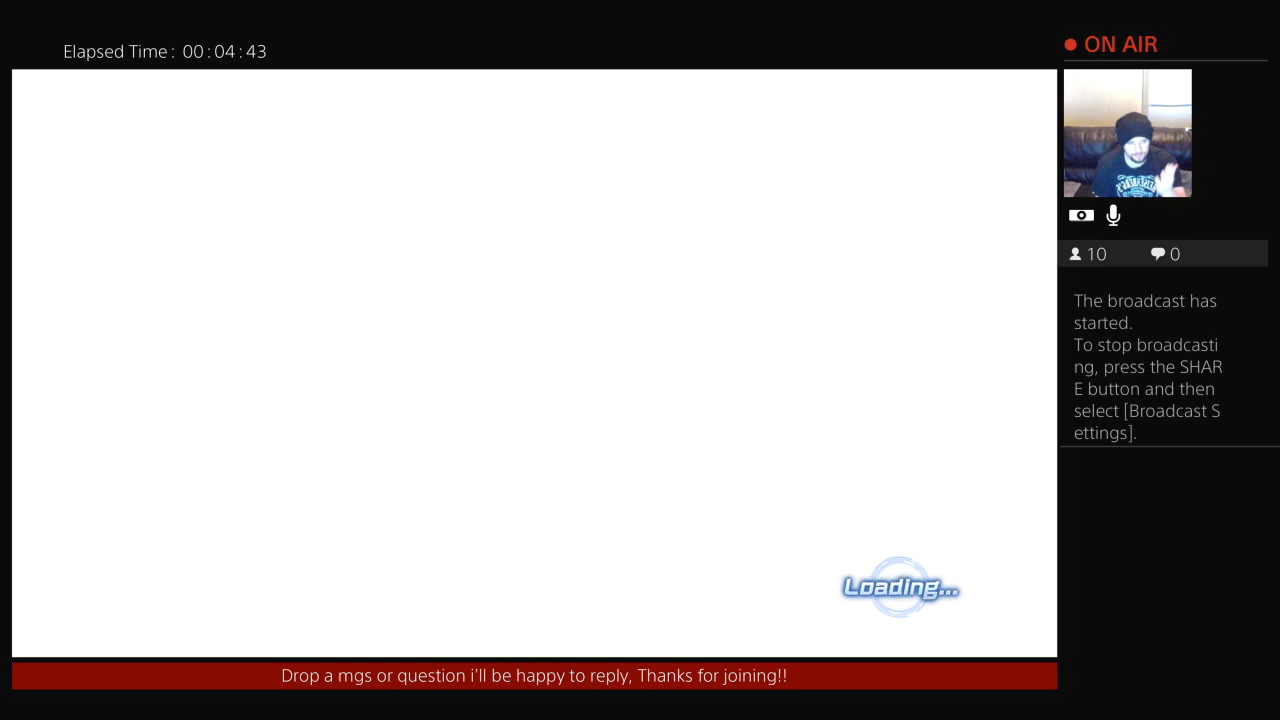 Elapsed Time : 00:04:43
ON AIR
10
0
The broadcast has
started.
To stop broadcasti
ng, press the SHAR
E button and then
select [Broadcast S
ettings].
Loading...
Drop a mgs or question i'll be happy to reply, Thanks for joining!!